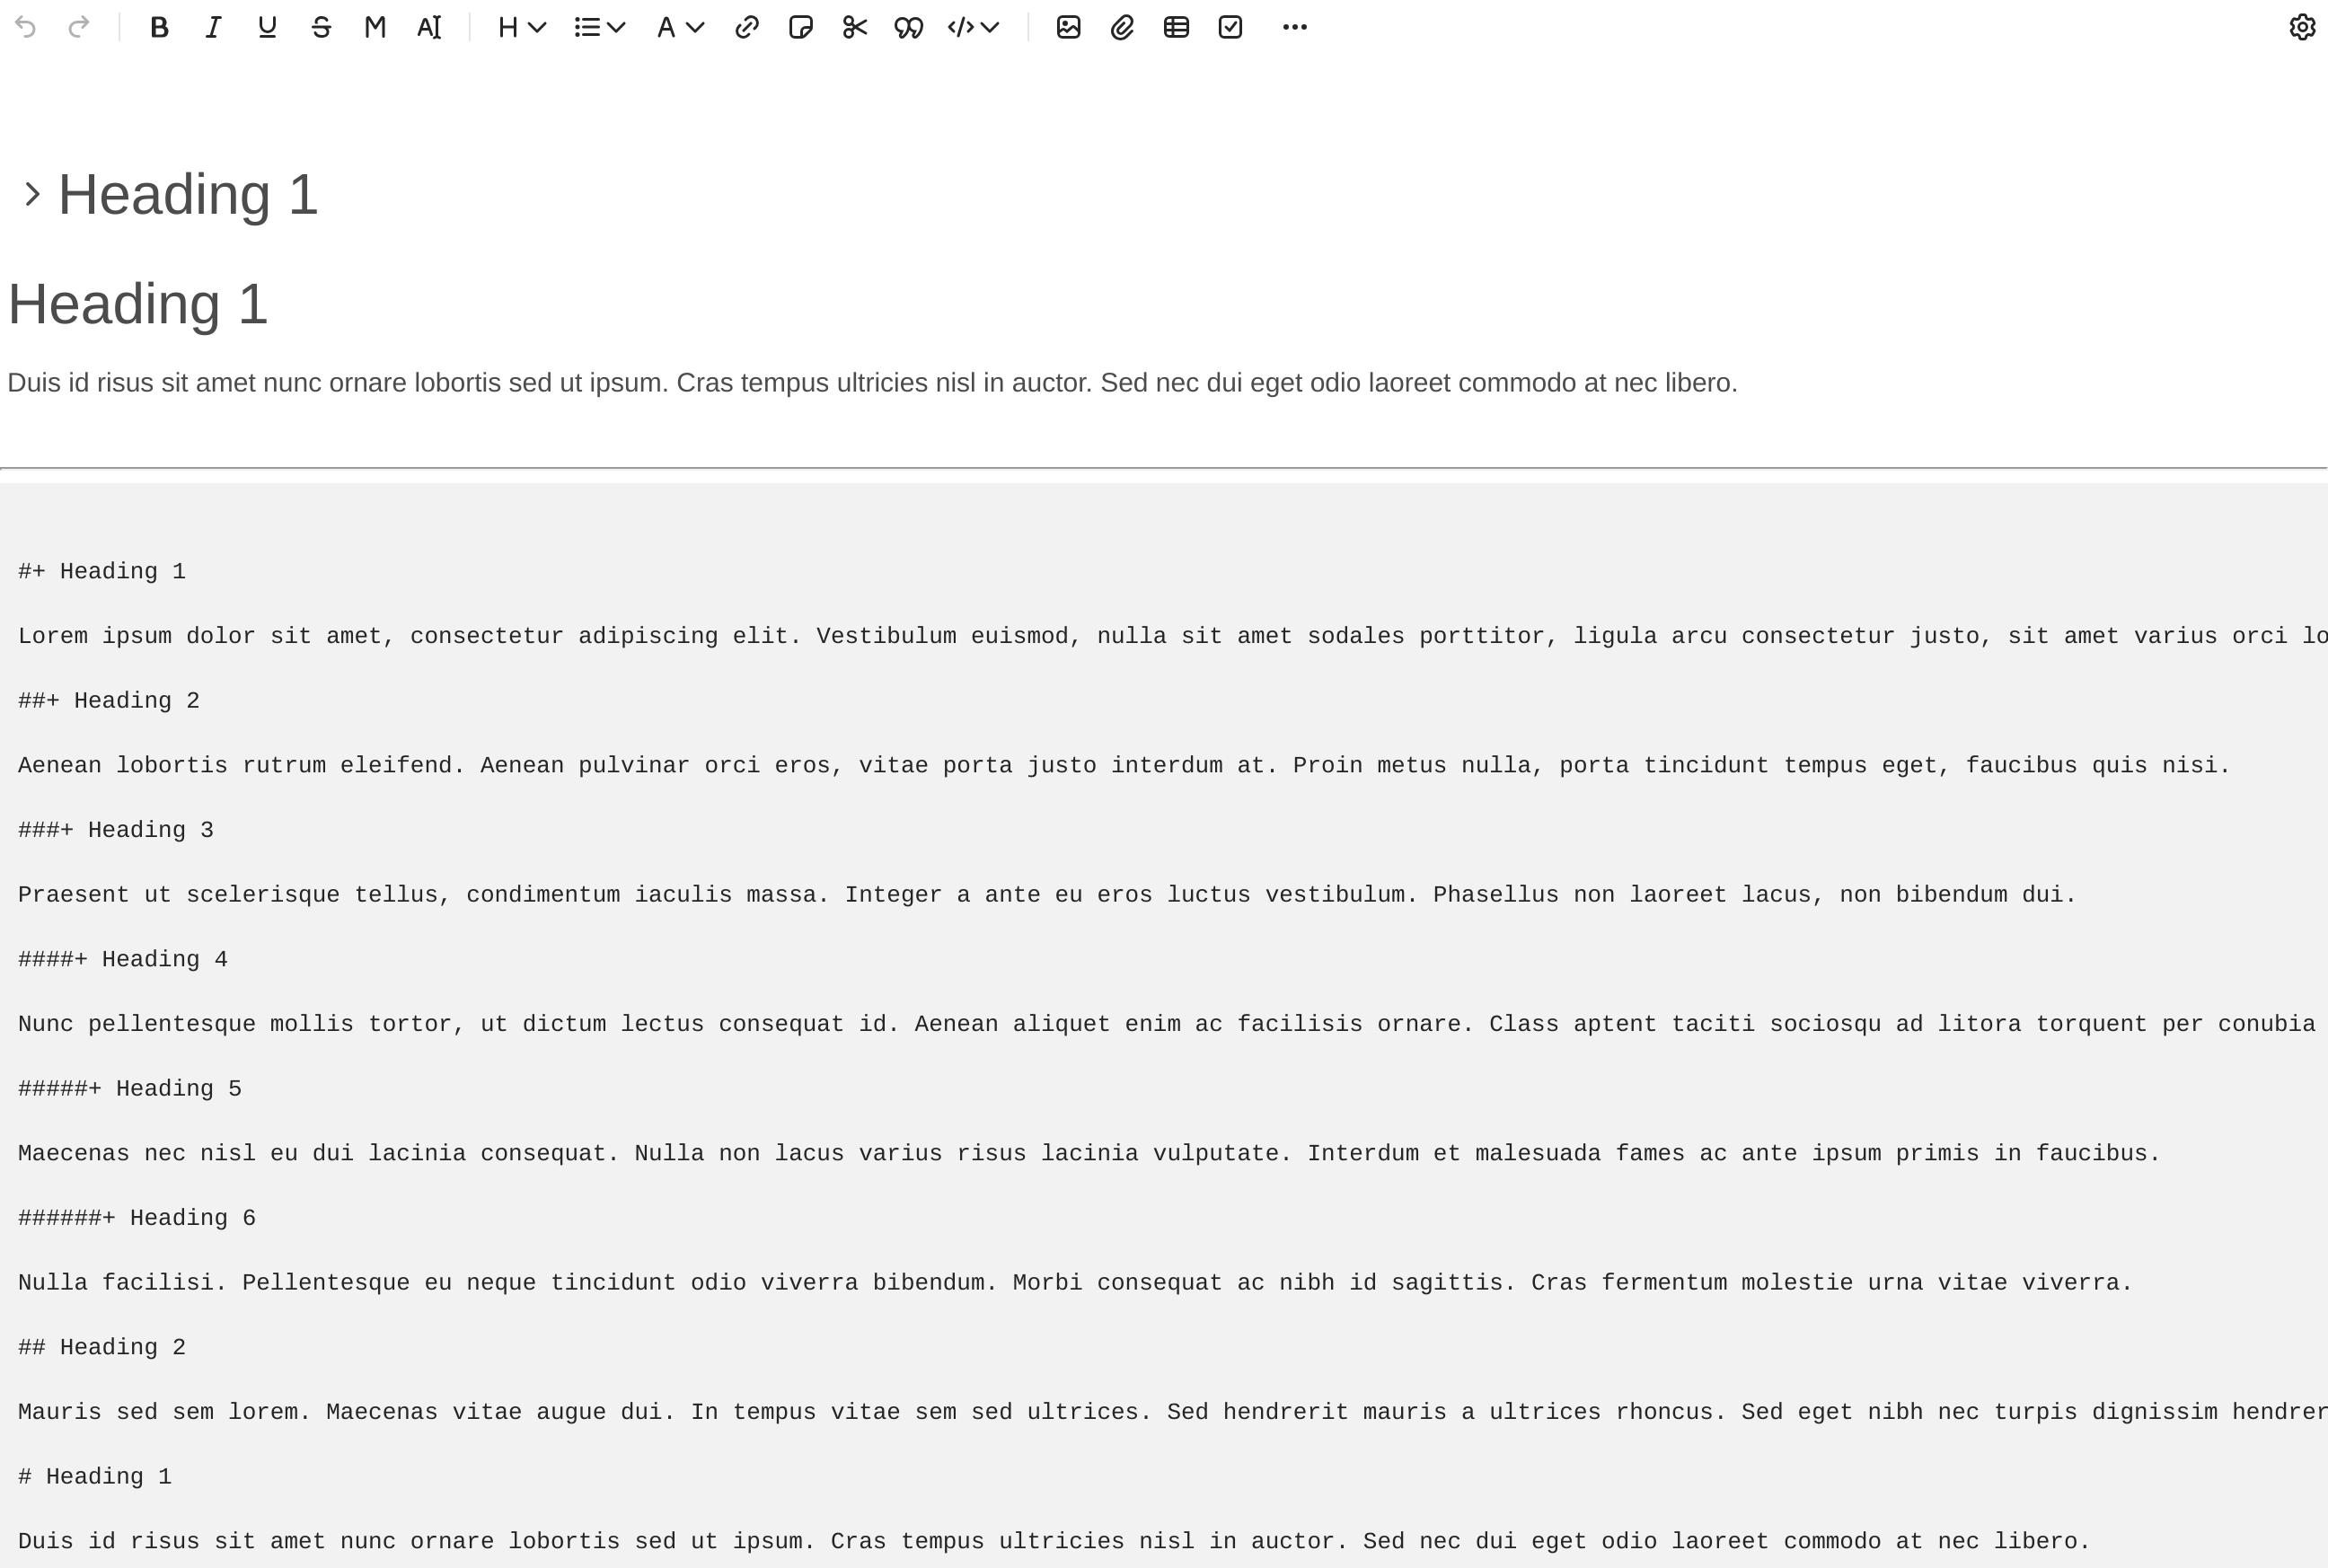 Heading 1
Heading 1
Duis id risus sit amet nunc ornare lobortis sed ut ipsum. Cras tempus ultricies nisl in auctor. Sed nec dui eget odio laoreet commodo at nec libero.
#+ Heading 1
Lorem ipsum dolor sit amet, consectetur adipiscing elit. Vestibulum euismod, nulla sit amet sodales porttitor, ligula arcu consectetur justo, sit amet varius orci lo
##+ Heading 2
Aenean lobortis rutrum eleifend. Aenean pulvinar orci eros, vitae porta justo interdum at. Proin metus nulla, porta tincidunt tempus eget, faucibus quis nisi.
###+ Heading 3
Praesent ut scelerisque tellus, condimentum iaculis massa. Integer a ante eu eros luctus vestibulum. Phasellus non laoreet lacus, non bibendum dui.
####+ Heading 4
Nunc pellentesque mollis tortor, ut dictum lectus consequat id. Aenean aliquet enim ac facilisis ornare. Class aptent taciti sociosqu ad litora torquent per conubia
#####+ Heading 5
Maecenas nec nisl eu dui lacinia consequat. Nulla non lacus varius risus lacinia vulputate. Interdum et malesuada fames ac ante ipsum primis in faucibus.
######+ Heading 6
Nulla facilisi. Pellentesque eu neque tincidunt odio viverra bibendum. Morbi consequat ac nibh id sagittis. Cras fermentum molestie urna vitae viverra.
## Heading 2
Mauris sed sem lorem. Maecenas vitae augue dui. In tempus vitae sem sed ultrices. Sed hendrerit mauris a ultrices rhoncus. Sed eget nibh nec turpis dignissim hendrer
# Heading 1
Duis id risus sit amet nunc ornare lobortis sed ut ipsum. Cras tempus ultricies nisl in auctor. Sed nec dui eget odio laoreet commodo at nec libero.